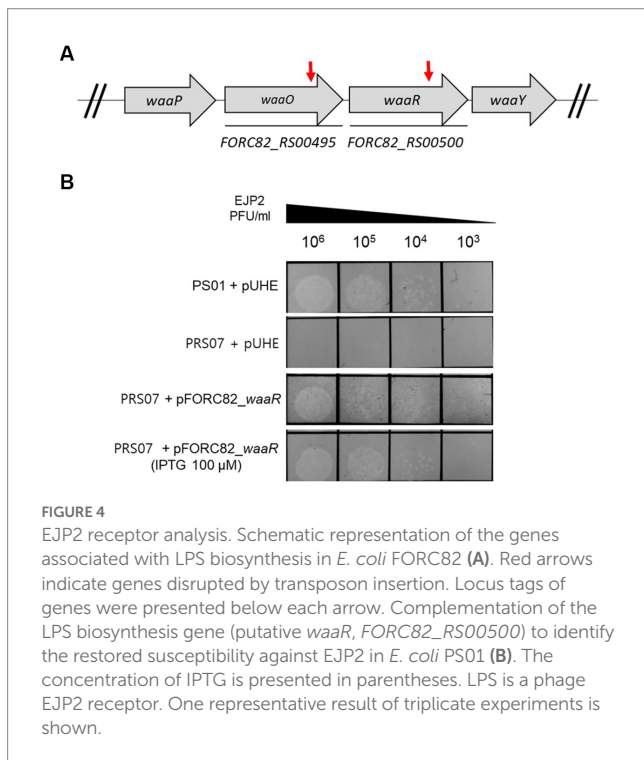 A
waaP waaO waaR waaY
FORC82_RS00495 FORC82_RS00500
B
EJP2
PFU/ml
10⁶ 10⁵ 10⁴ 10³
PS01 + pUHE
PRS07 + pUHE
PRS07 + pFORC82_waaR
PRS07 + pFORC82_waaR
(IPTG 100 µM)
FIGURE 4
EJP2 receptor analysis. Schematic representation of the genes
associated with LPS biosynthesis in E. coli FORC82 (A). Red arrows
indicate genes disrupted by transposon insertion. Locus tags of
genes were presented below each arrow. Complementation of the
LPS biosynthesis gene (putative waaR, FORC82_RS00500) to identify
the restored susceptibility against EJP2 in E. coli PS01 (B). The
concentration of IPTG is presented in parentheses. LPS is a phage
EJP2 receptor. One representative result of triplicate experiments is
shown.